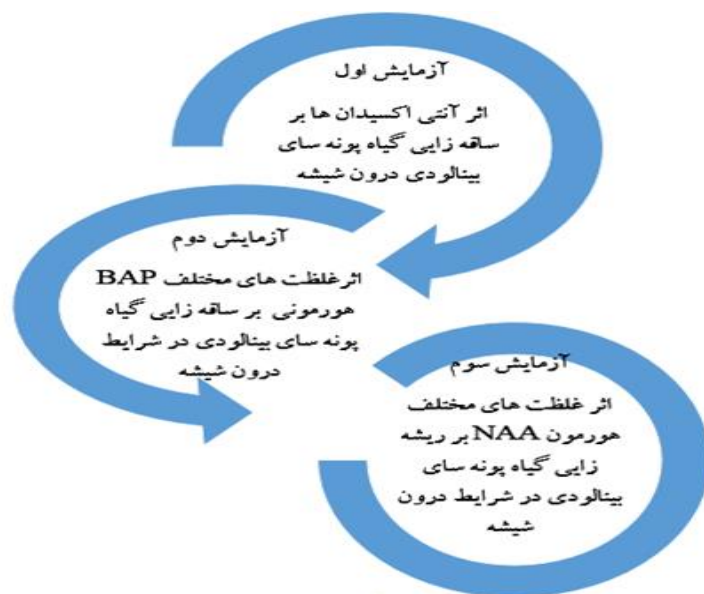 آزمایش اول
اثر آنتی اکسیدان ها بر
ساقه زایی گیاه پونه سای
بینالودی درون شیشه
آزمایش دوم
اثرغلظت های مختلف BAP
هورمونی بر ساقه زایی گیاه
پونه سای بینالودی در شرایط
درون شیشه
آزمایش سوم
اثر غلظت های مختلف
هورمون NAA بر ریشه
زایی گیاه پونه سای
بینالودی در شرایط درون
شیشه